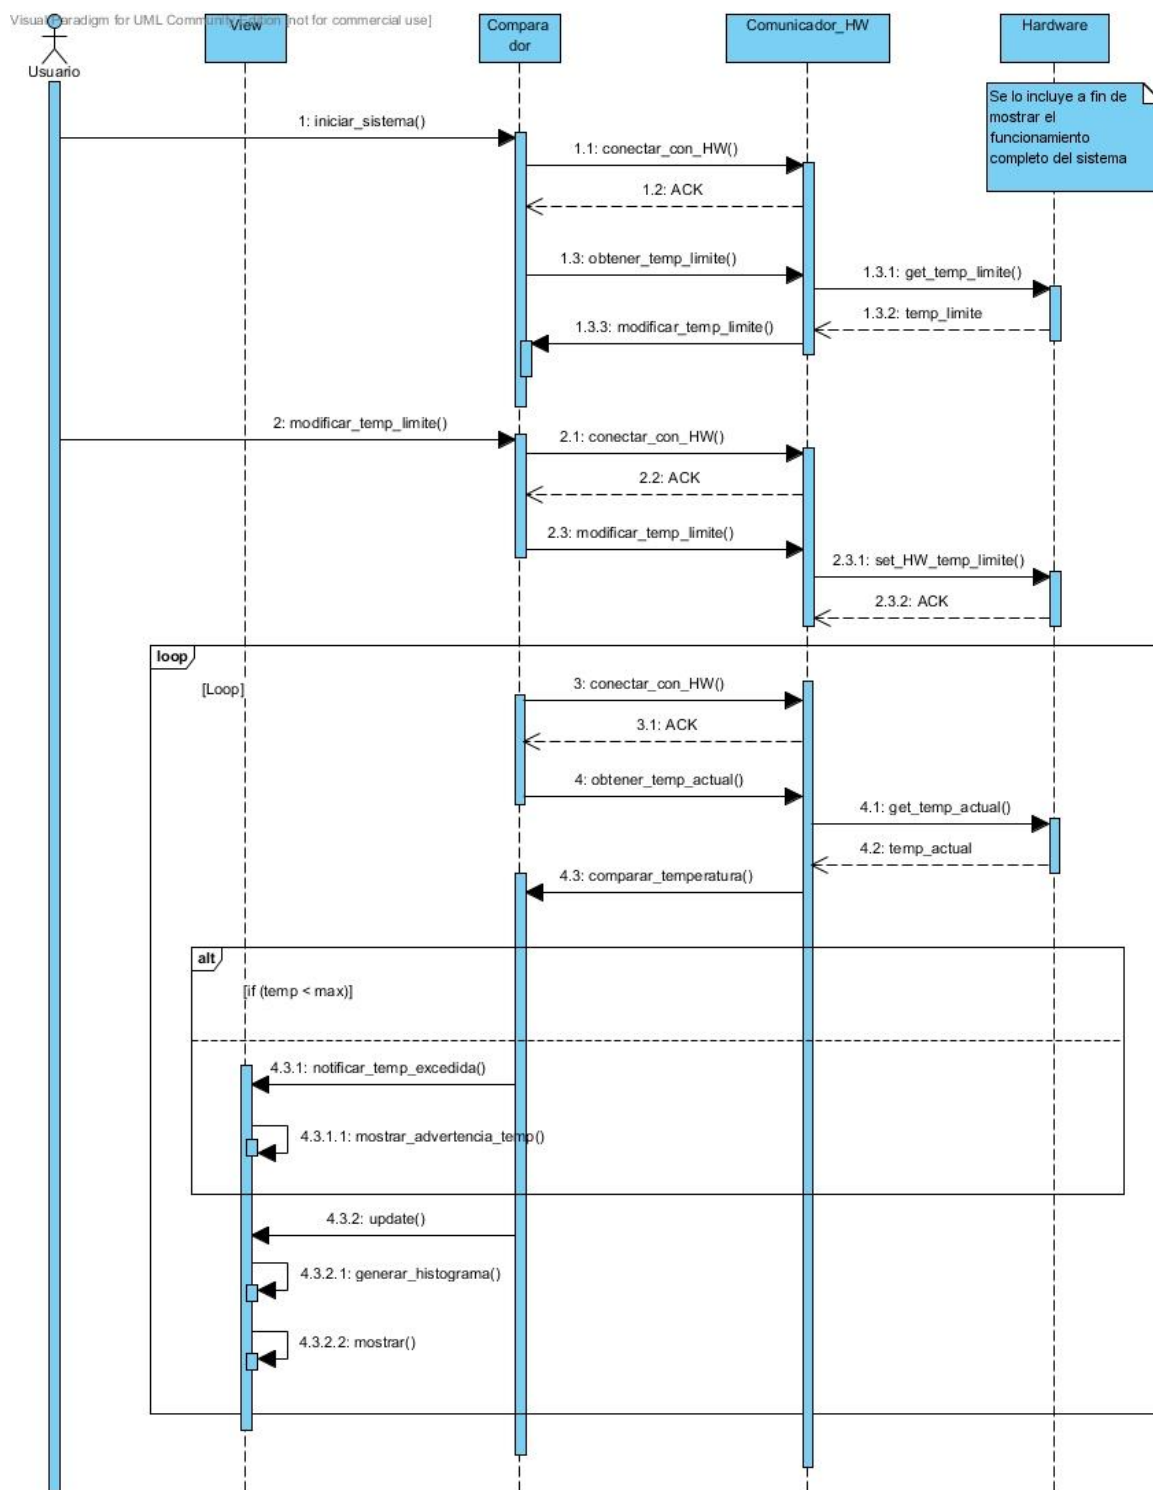 Visual Paradigm for UML Community Edition [not for commercial use]
Usuario
View
Compara
dor
Comunicador_HW
Hardware
Se lo incluye a fin de
mostrar el
funcionamiento
completo del sistema
1: iniciar_sistema()
1.1: conectar_con_HW()
1.2: ACK
1.3: obtener_temp_limite()
1.3.1: get_temp_limite()
1.3.2: temp_limite
1.3.3: modificar_temp_limite()
2: modificar_temp_limite()
2.1: conectar_con_HW()
2.2: ACK
2.3: modificar_temp_limite()
2.3.1: set_HW_temp_limite()
2.3.2: ACK
loop
[Loop]
3: conectar_con_HW()
3.1: ACK
4: obtener_temp_actual()
4.1: get_temp_actual()
4.2: temp_actual
4.3: comparar_temperatura()
alt
[if (temp < max)]
4.3.1: notificar_temp_excedida()
4.3.1.1: mostrar_advertencia_temp()
4.3.2: update()
4.3.2.1: generar_histograma()
4.3.2.2: mostrar()